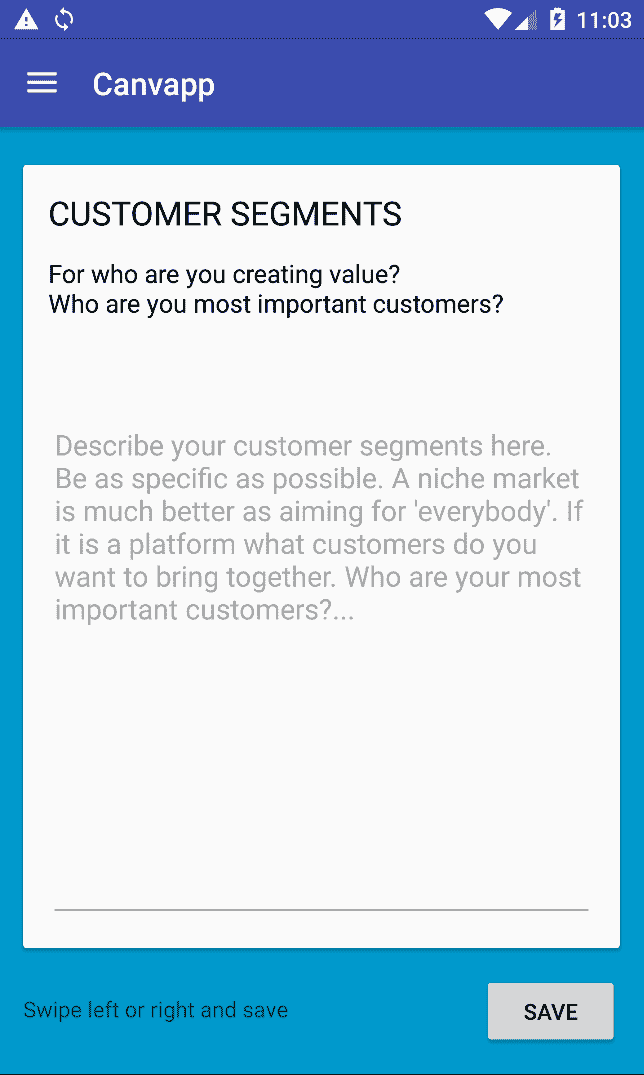 11:03
Canvapp
CUSTOMER SEGMENTS
For who are you creating value?
Who are you most important customers?
Describe your customer segments here.
Be as specific as possible. A niche market
is much better as aiming for 'everybody'. If
it is a platform what customers do you
want to bring together. Who are your most
important customers?...
Swipe left or right and save
SAVE